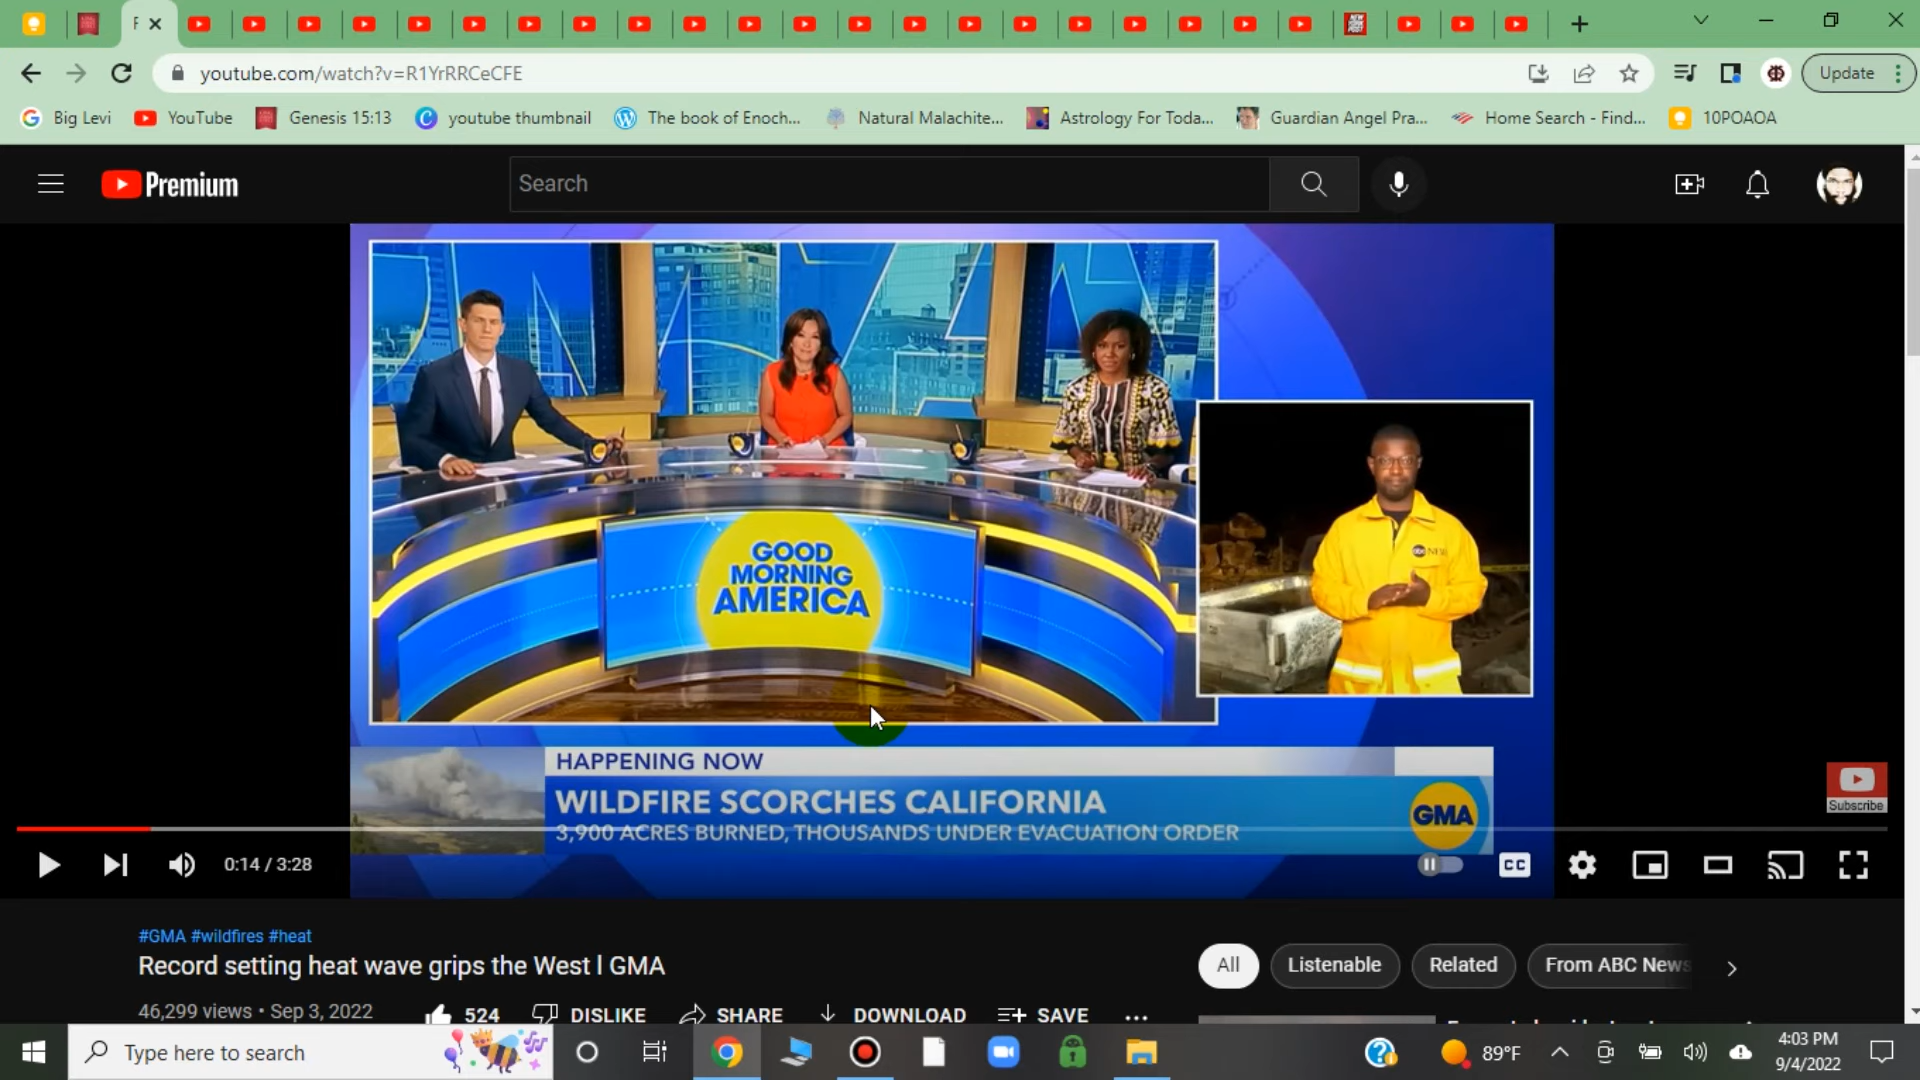 F
youtube.com/watch?v=R1YrRRCeCFE
Update
Big Levi
YouTube
Genesis 15:13
youtube thumbnail
The book of Enoch...
Natural Malachite...
Astrology For Toda...
Guardian Angel Pra...
Home Search - Find...
10POAOA
Premium
Search
GOOD
MORNING
AMERICA
abc NEWS
HAPPENING NOW
WILDFIRE SCORCHES CALIFORNIA
3,900 ACRES BURNED, THOUSANDS UNDER EVACUATION ORDER
GMA
Subscribe
0:14 / 3:28
CC
#GMA #wildfires #heat
Record setting heat wave grips the West l GMA
46,299 views • Sep 3, 2022
524
DISLIKE
SHARE
DOWNLOAD
SAVE
All
Listenable
Related
From ABC News
Type here to search
89°F
4:03 PM
9/4/2022